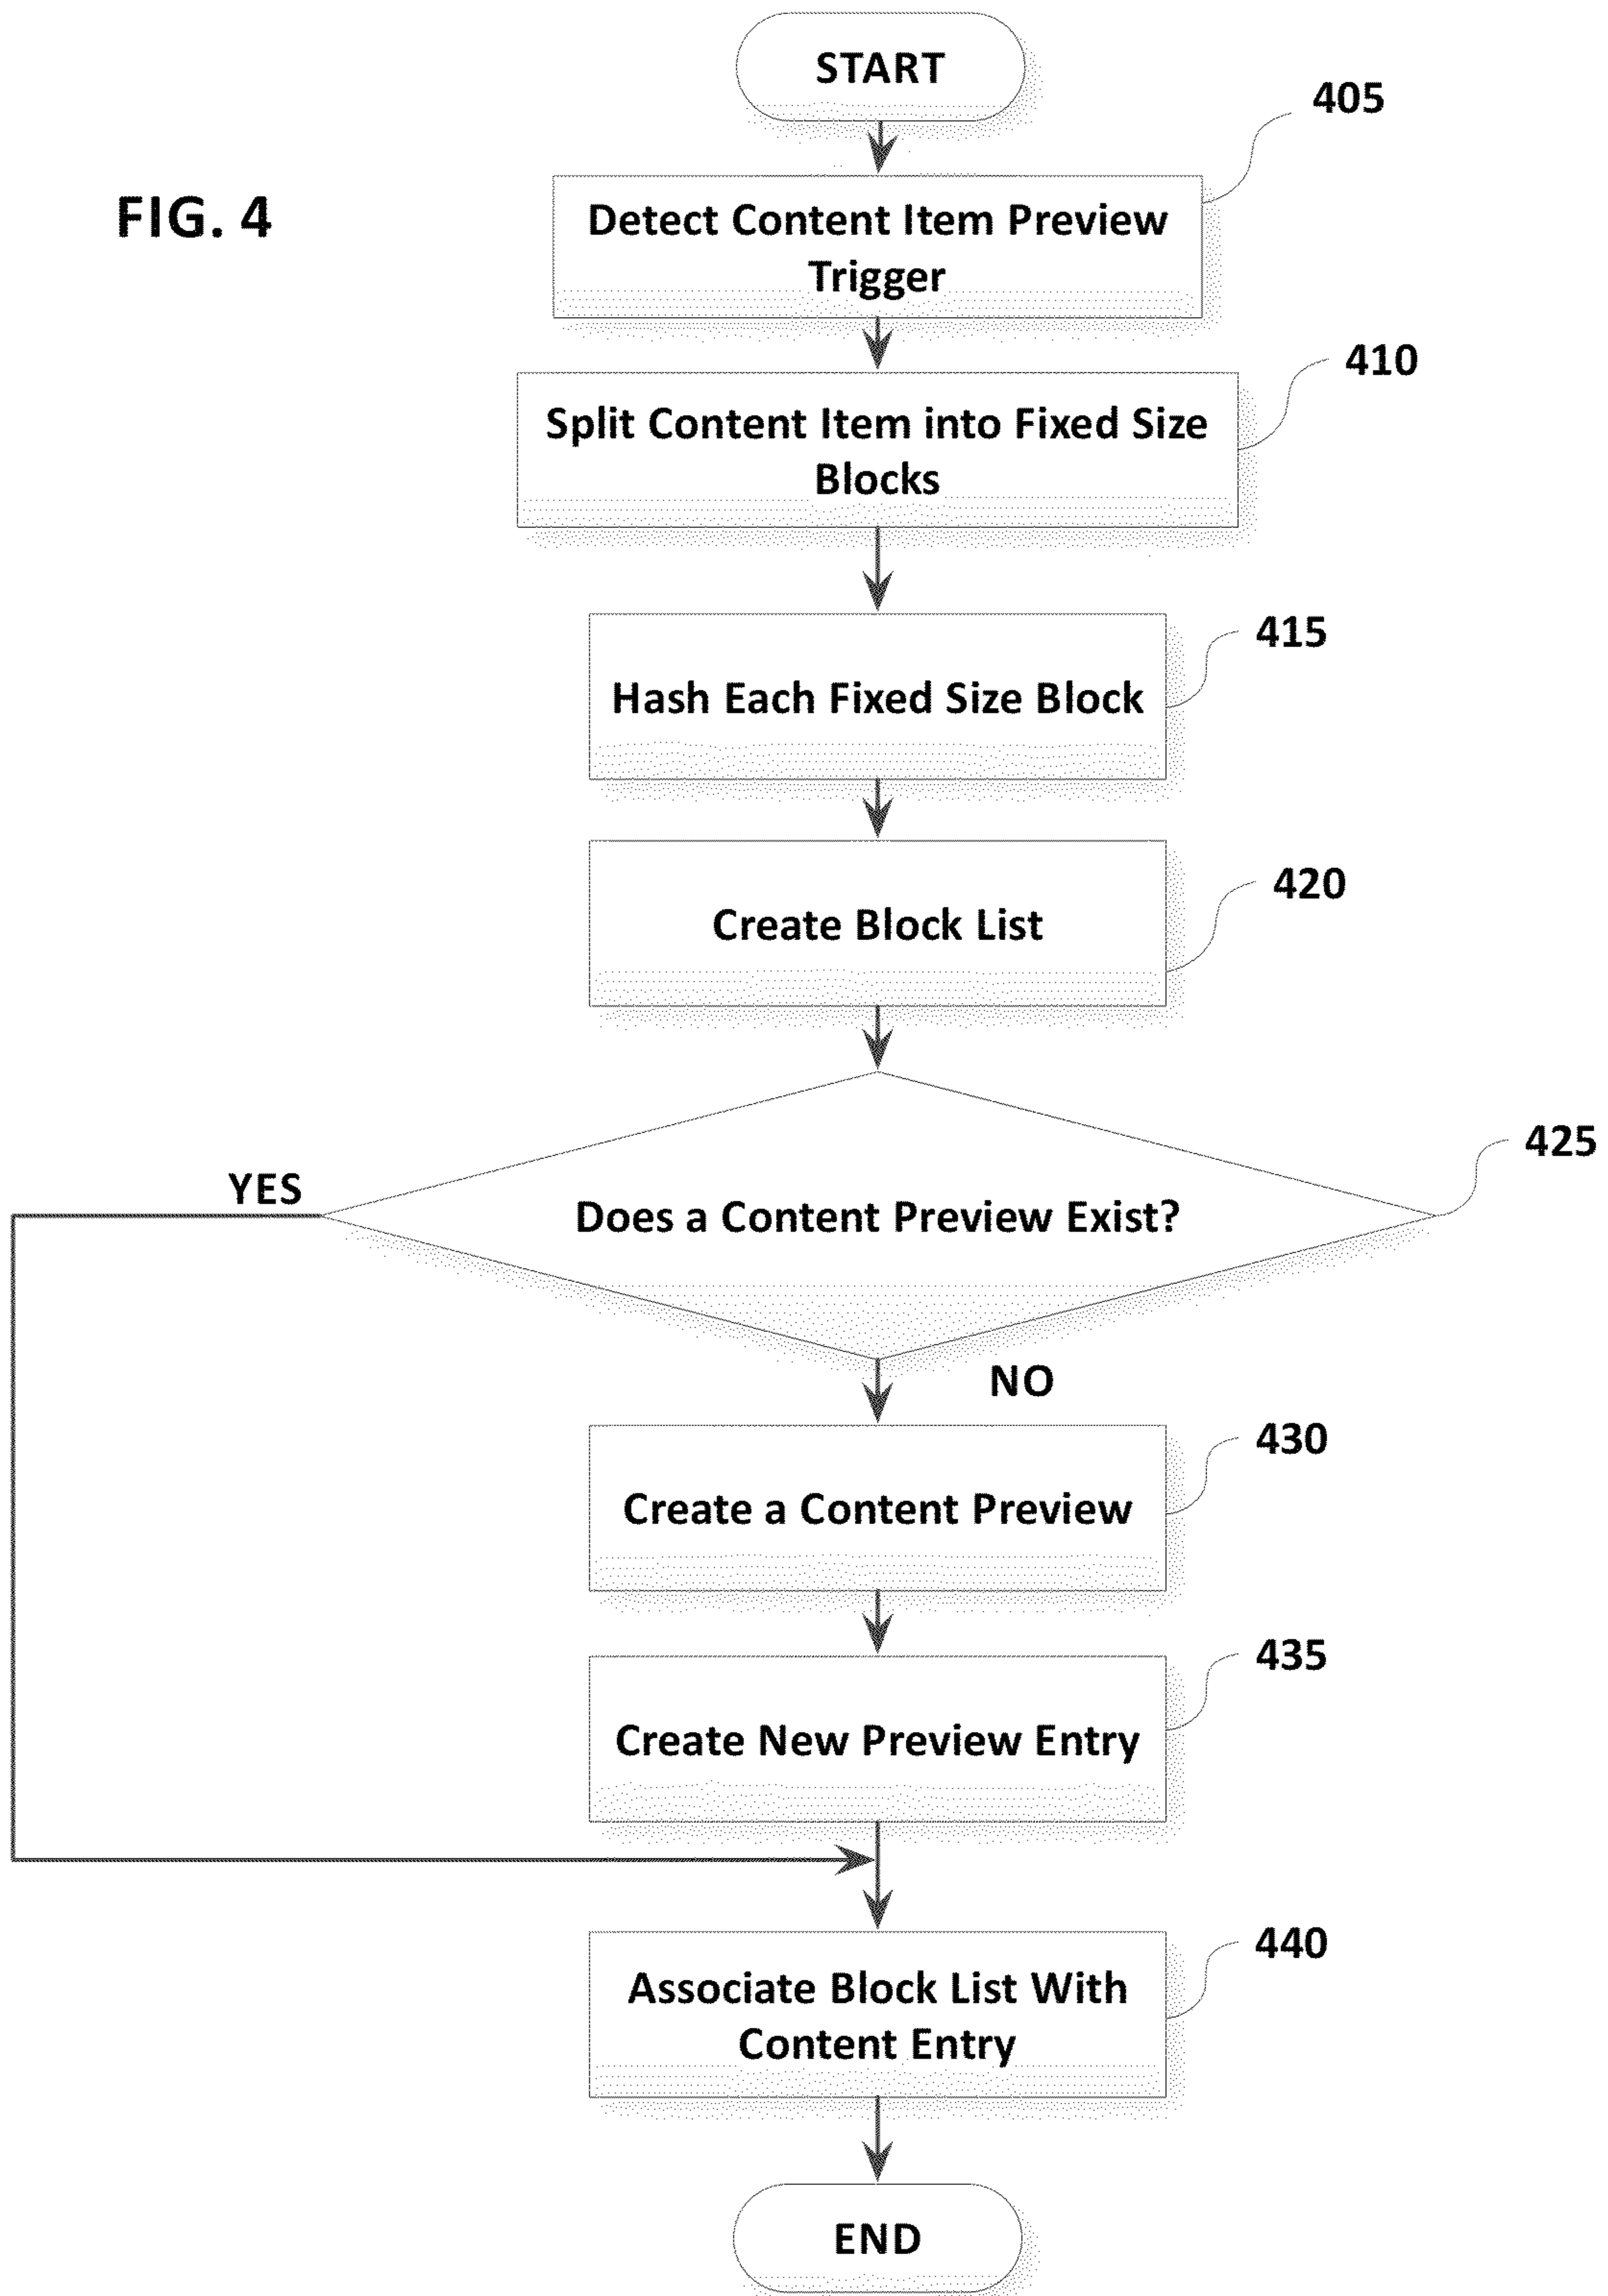 START
405
FIG. 4
Detect Content Item Preview
Trigger
410
Split Content Item into Fixed Size
Blocks
415
Hash Each Fixed Size Block
420
Create Block List
425
YES
Does a Content Preview Exist?
NO
430
Create a Content Preview
435
Create New Preview Entry
440
Associate Block List With
Content Entry
END